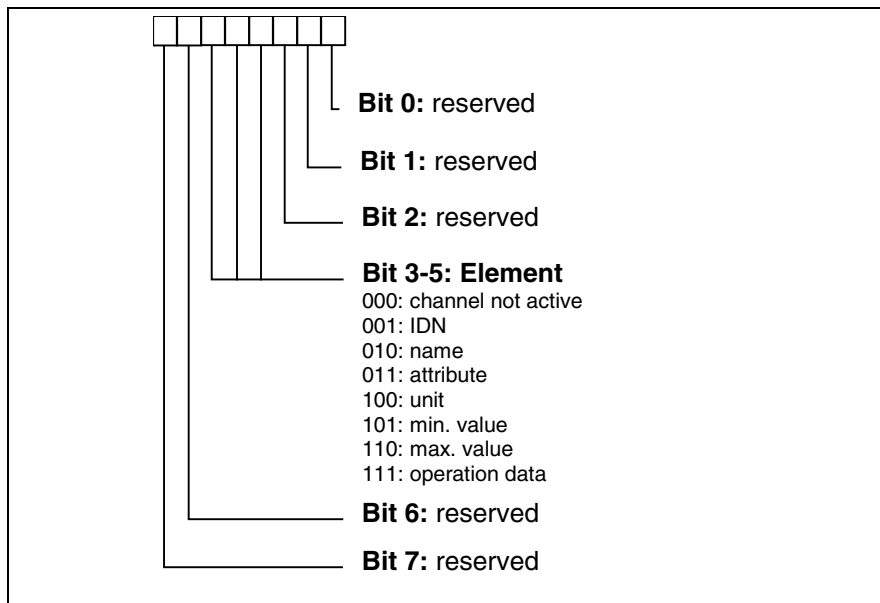 Bit 0: reserved
Bit 1: reserved
Bit 2: reserved
Bit 3-5: Element
000: channel not active
001: IDN
010: name
011: attribute
100: unit
101: min. value
110: max. value
111: operation data
Bit 6: reserved
Bit 7: reserved